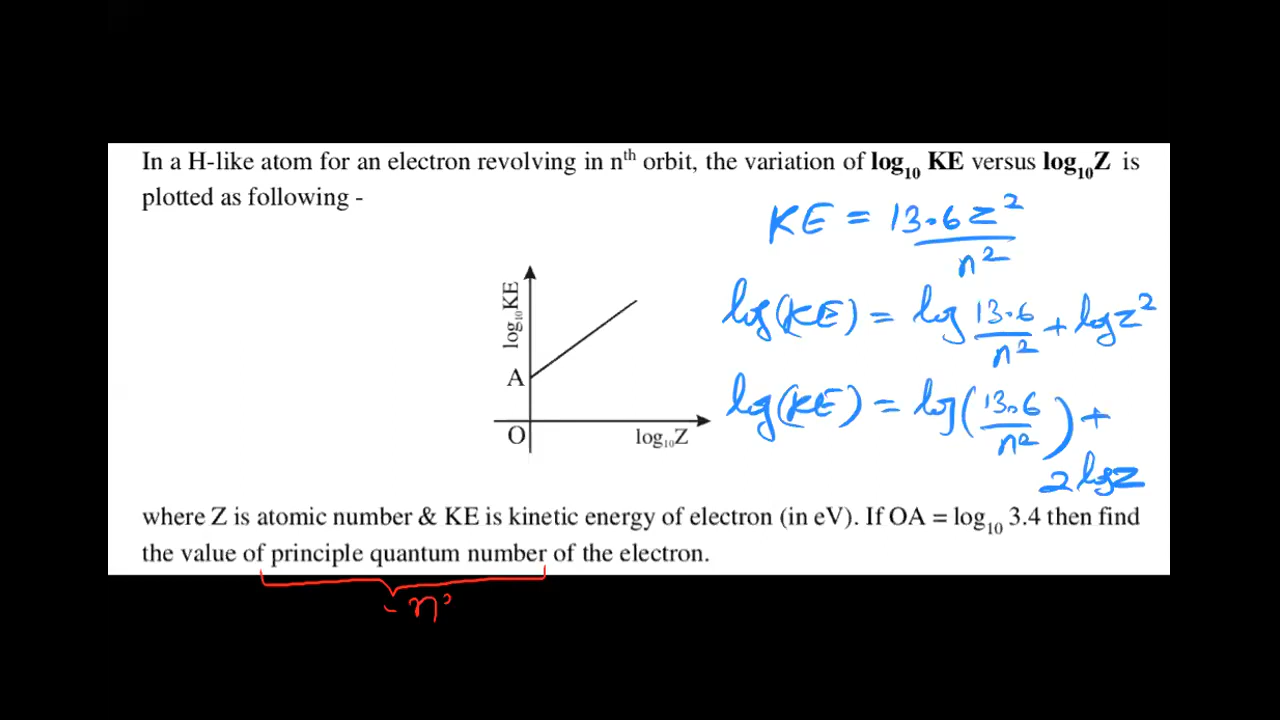 In a H-like atom for an electron revolving in nᵗʰ orbit, the variation of log₁₀ KE versus log₁₀Z is
plotted as following -
KE = 13.6 Z² / n²
log(KE) = log 13.6 / n² + log Z²
log(KE) = log(13.6 / n²) +
2 log Z
log₁₀KE
A
O
log₁₀Z
where Z is atomic number & KE is kinetic energy of electron (in eV). If OA = log₁₀ 3.4 then find
the value of principle quantum number of the electron.
'n'